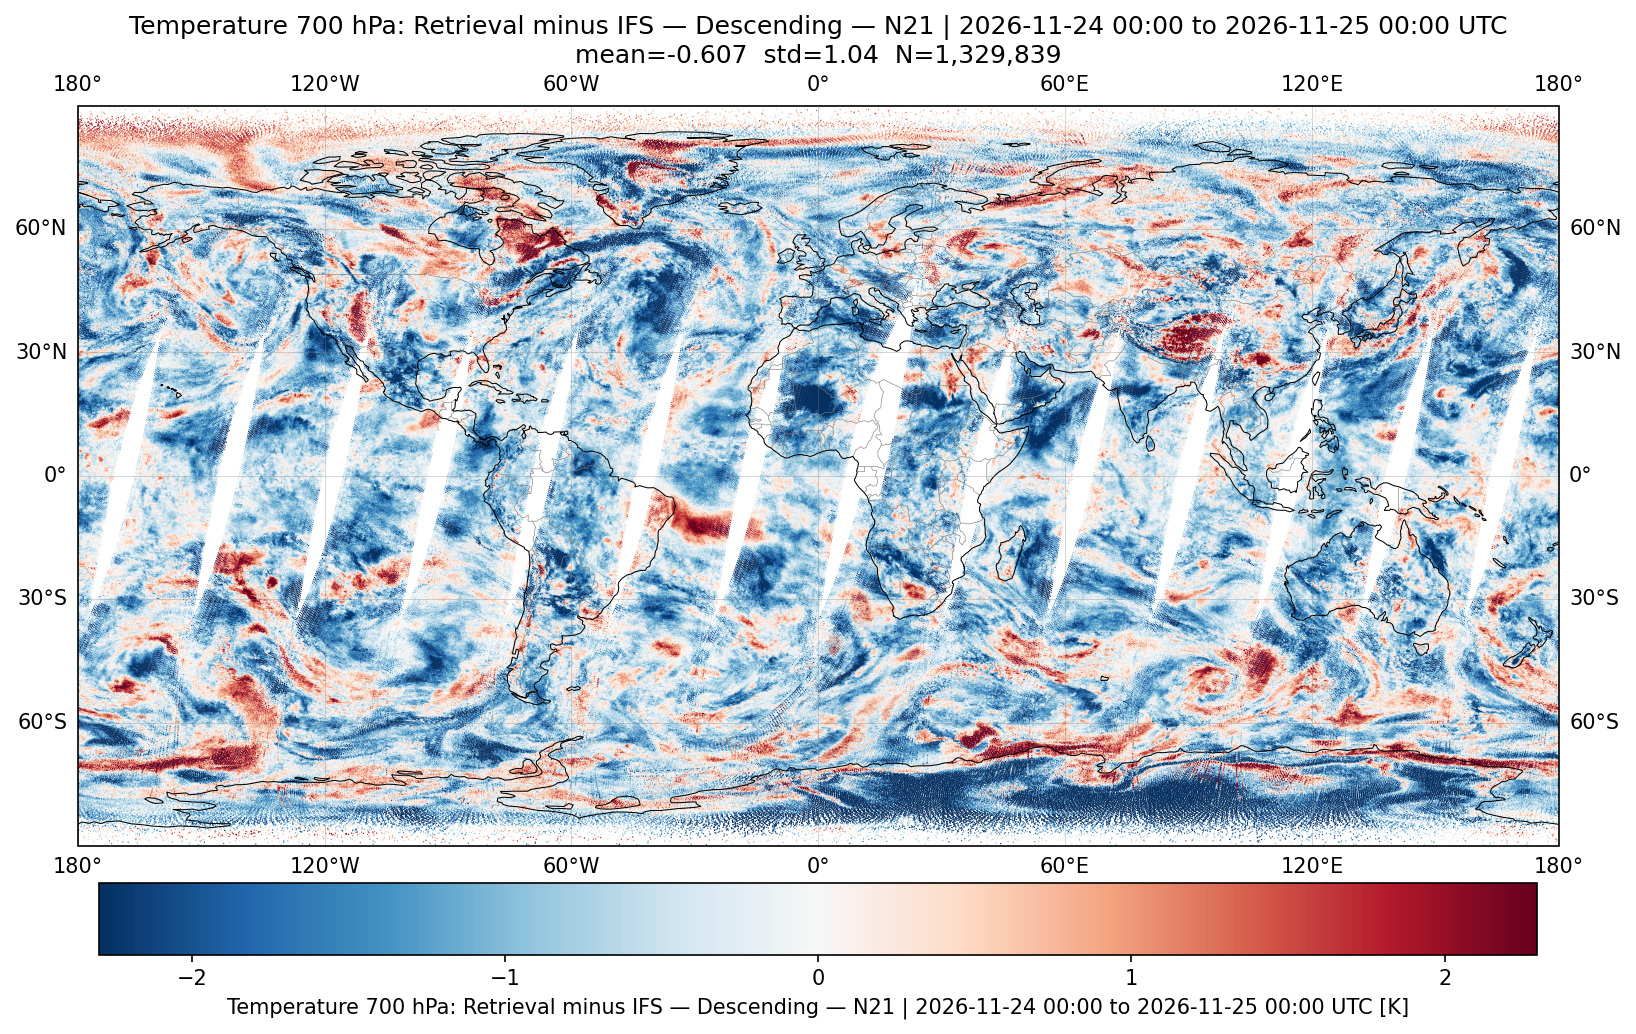 Temperature 700 hPa: Retrieval minus IFS — Descending — N21 | 2026-11-24 00:00 to 2026-11-25 00:00 UTC
mean=-0.607  std=1.04  N=1,329,839
180° 120°W 60°W 0° 60°E 120°E 180°
60°N 60°N
30°N 30°N
0° 0°
30°S 30°S
60°S 60°S
180° 120°W 60°W 0° 60°E 120°E 180°
−2 −1 0 1 2
Temperature 700 hPa: Retrieval minus IFS — Descending — N21 | 2026-11-24 00:00 to 2026-11-25 00:00 UTC [K]